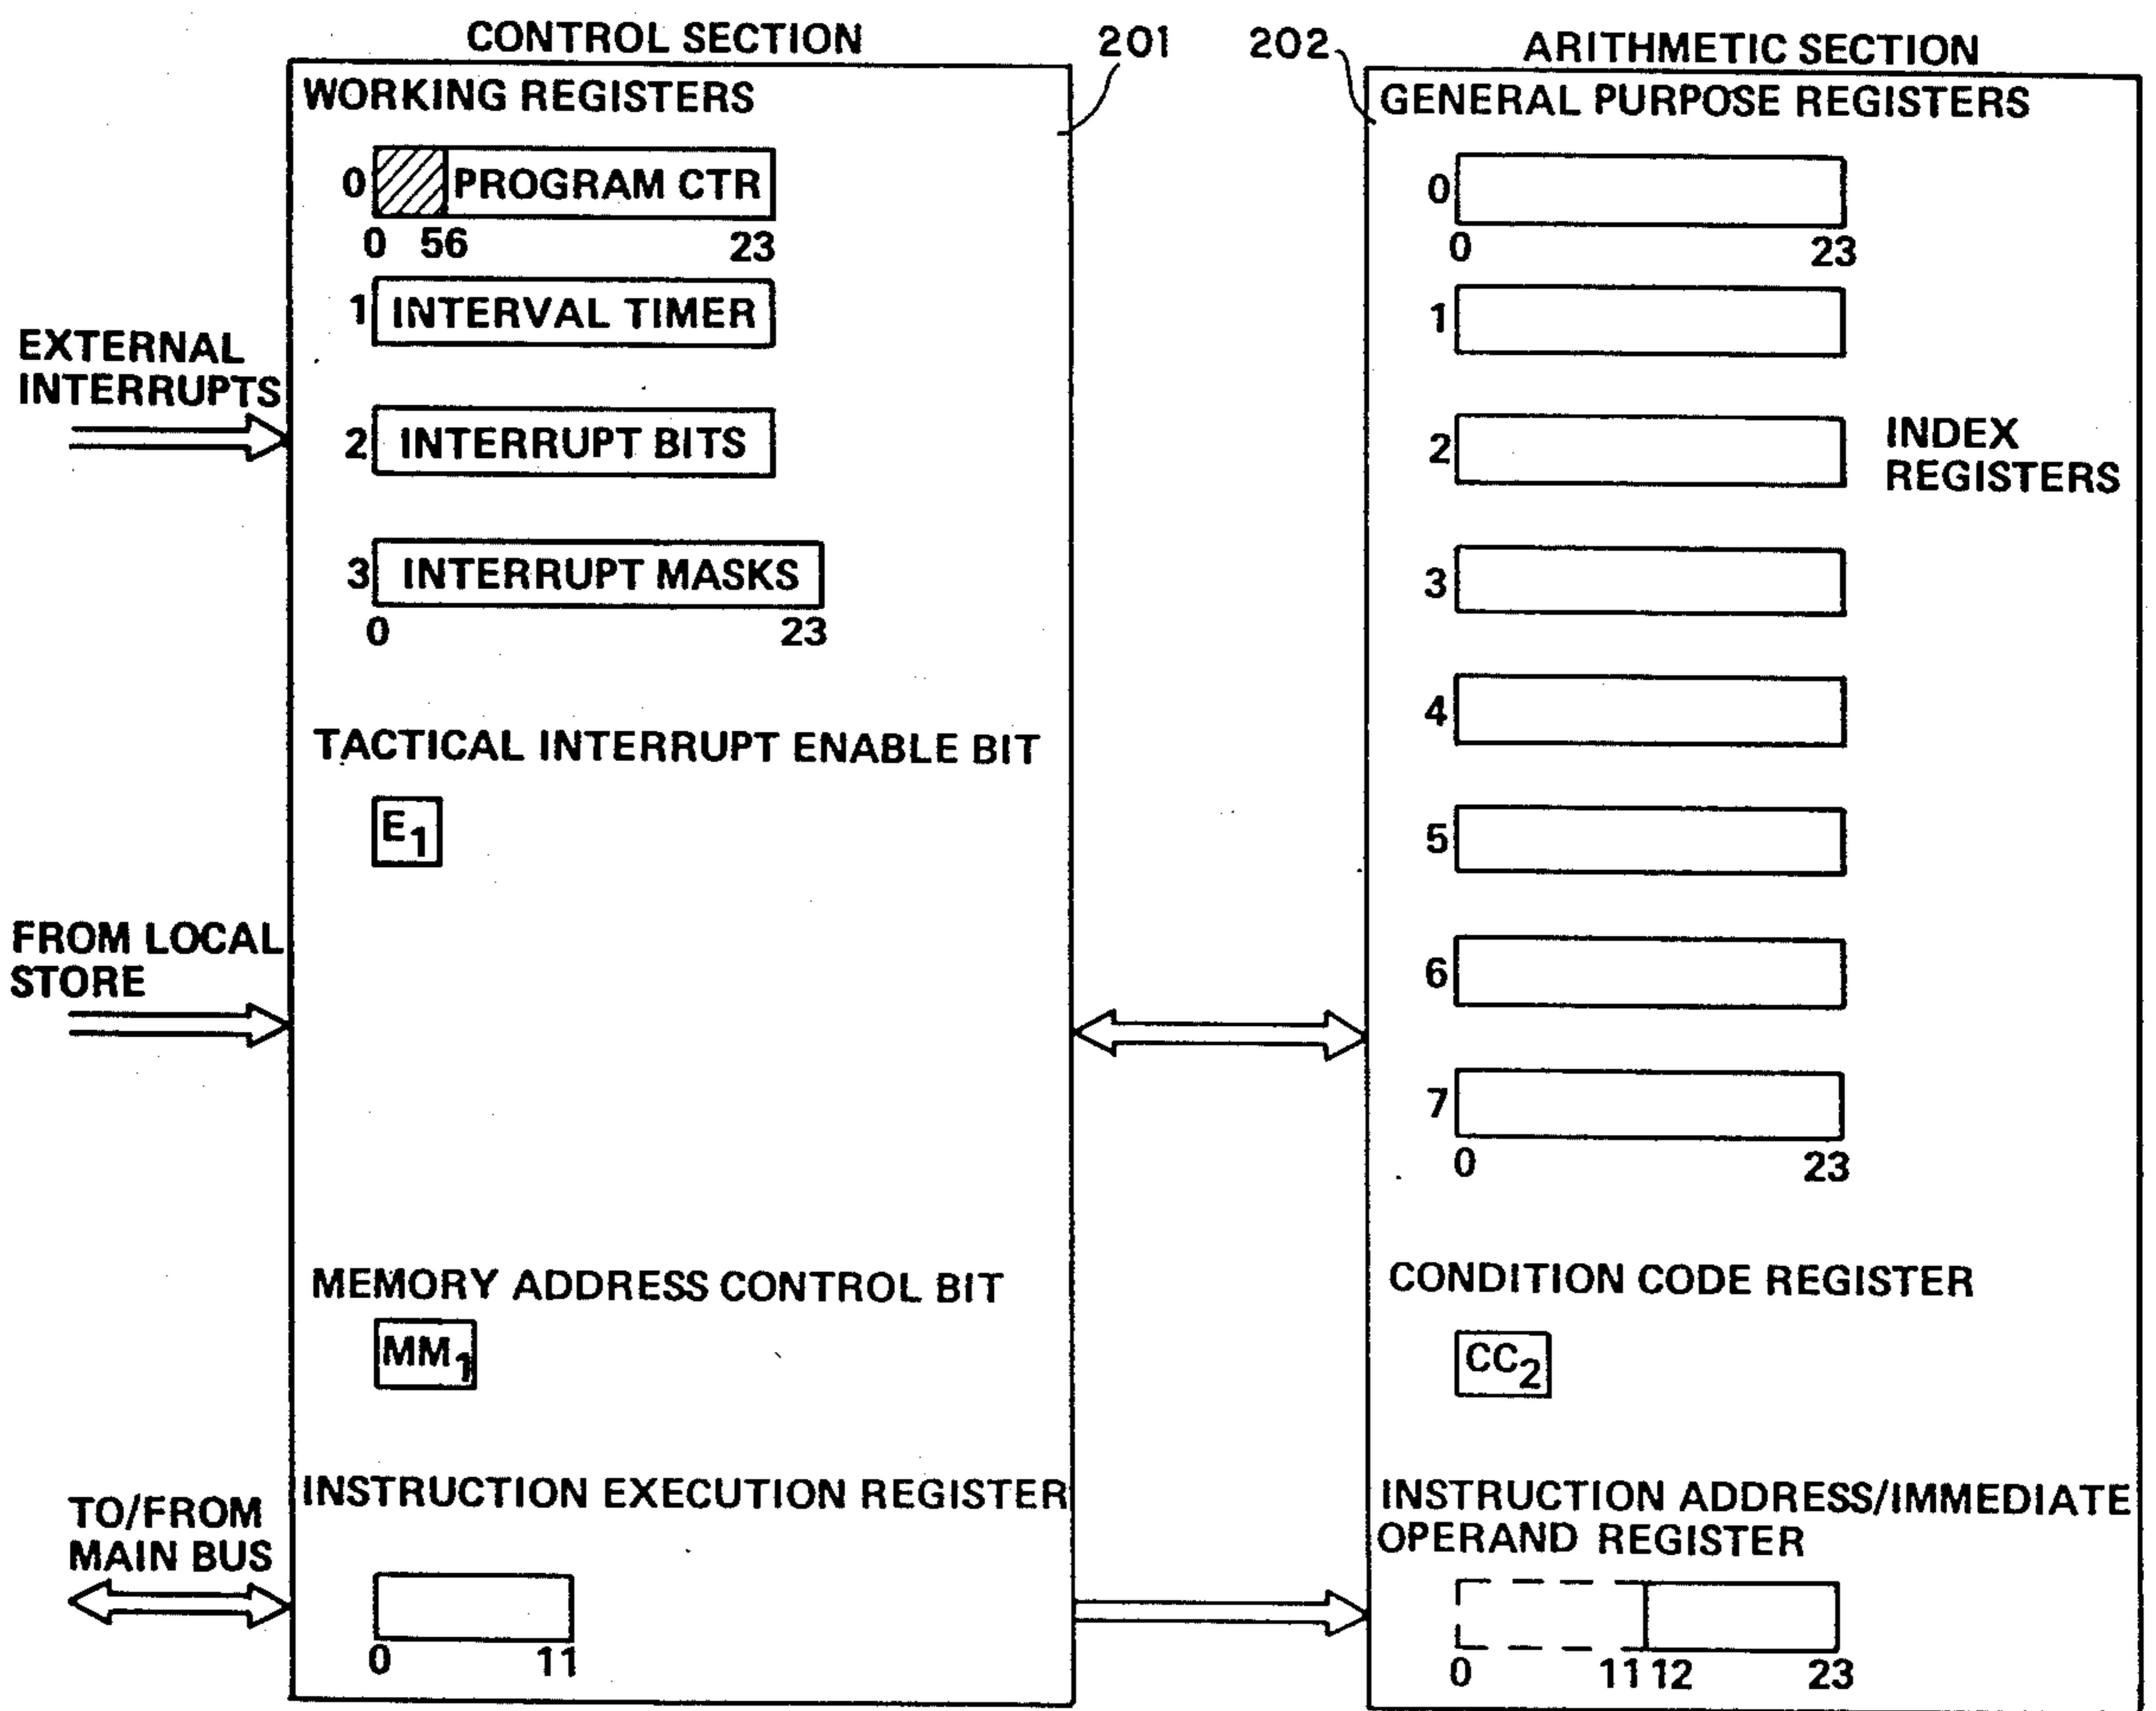 CONTROL SECTION
201
202
ARITHMETIC SECTION
WORKING REGISTERS
0
PROGRAM CTR
0 56 23
1
INTERVAL TIMER
EXTERNAL
INTERRUPTS
2
INTERRUPT BITS
3
INTERRUPT MASKS
0 23
TACTICAL INTERRUPT ENABLE BIT
E1
FROM LOCAL
STORE
MEMORY ADDRESS CONTROL BIT
MM1
INSTRUCTION EXECUTION REGISTER
TO/FROM
MAIN BUS
0 11
GENERAL PURPOSE REGISTERS
0
0 23
1
2
INDEX
REGISTERS
3
4
5
6
7
0 23
CONDITION CODE REGISTER
CC2
INSTRUCTION ADDRESS/IMMEDIATE
OPERAND REGISTER
0 11 12 23